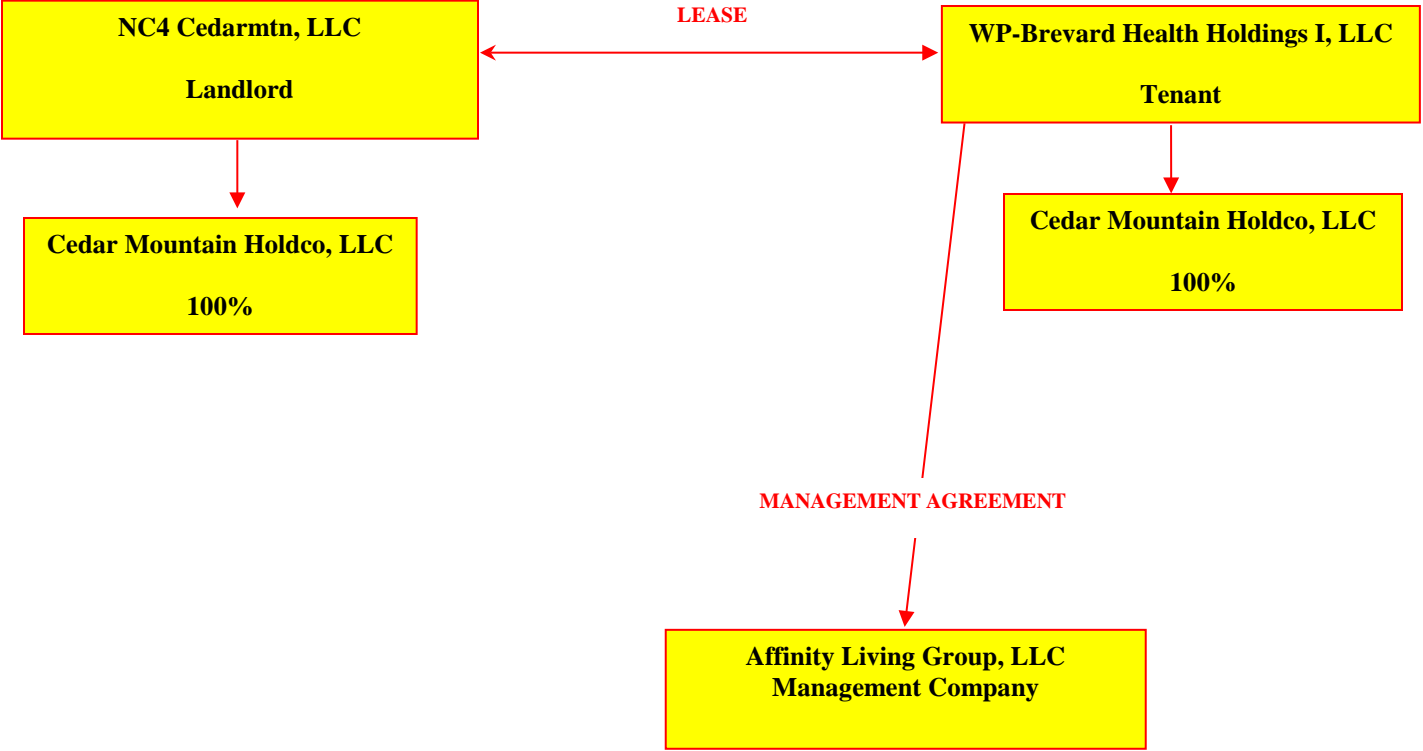 NC4 Cedarmtn, LLC
Landlord
LEASE
WP-Brevard Health Holdings I, LLC
Tenant
Cedar Mountain Holdco, LLC
100%
Cedar Mountain Holdco, LLC
100%
MANAGEMENT AGREEMENT
Affinity Living Group, LLC
Management Company